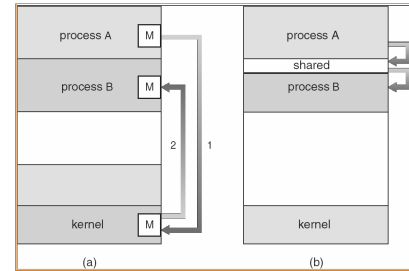 process A
M
process B
M
2
1
kernel
M
(a)
process A
shared
process B
kernel
(b)